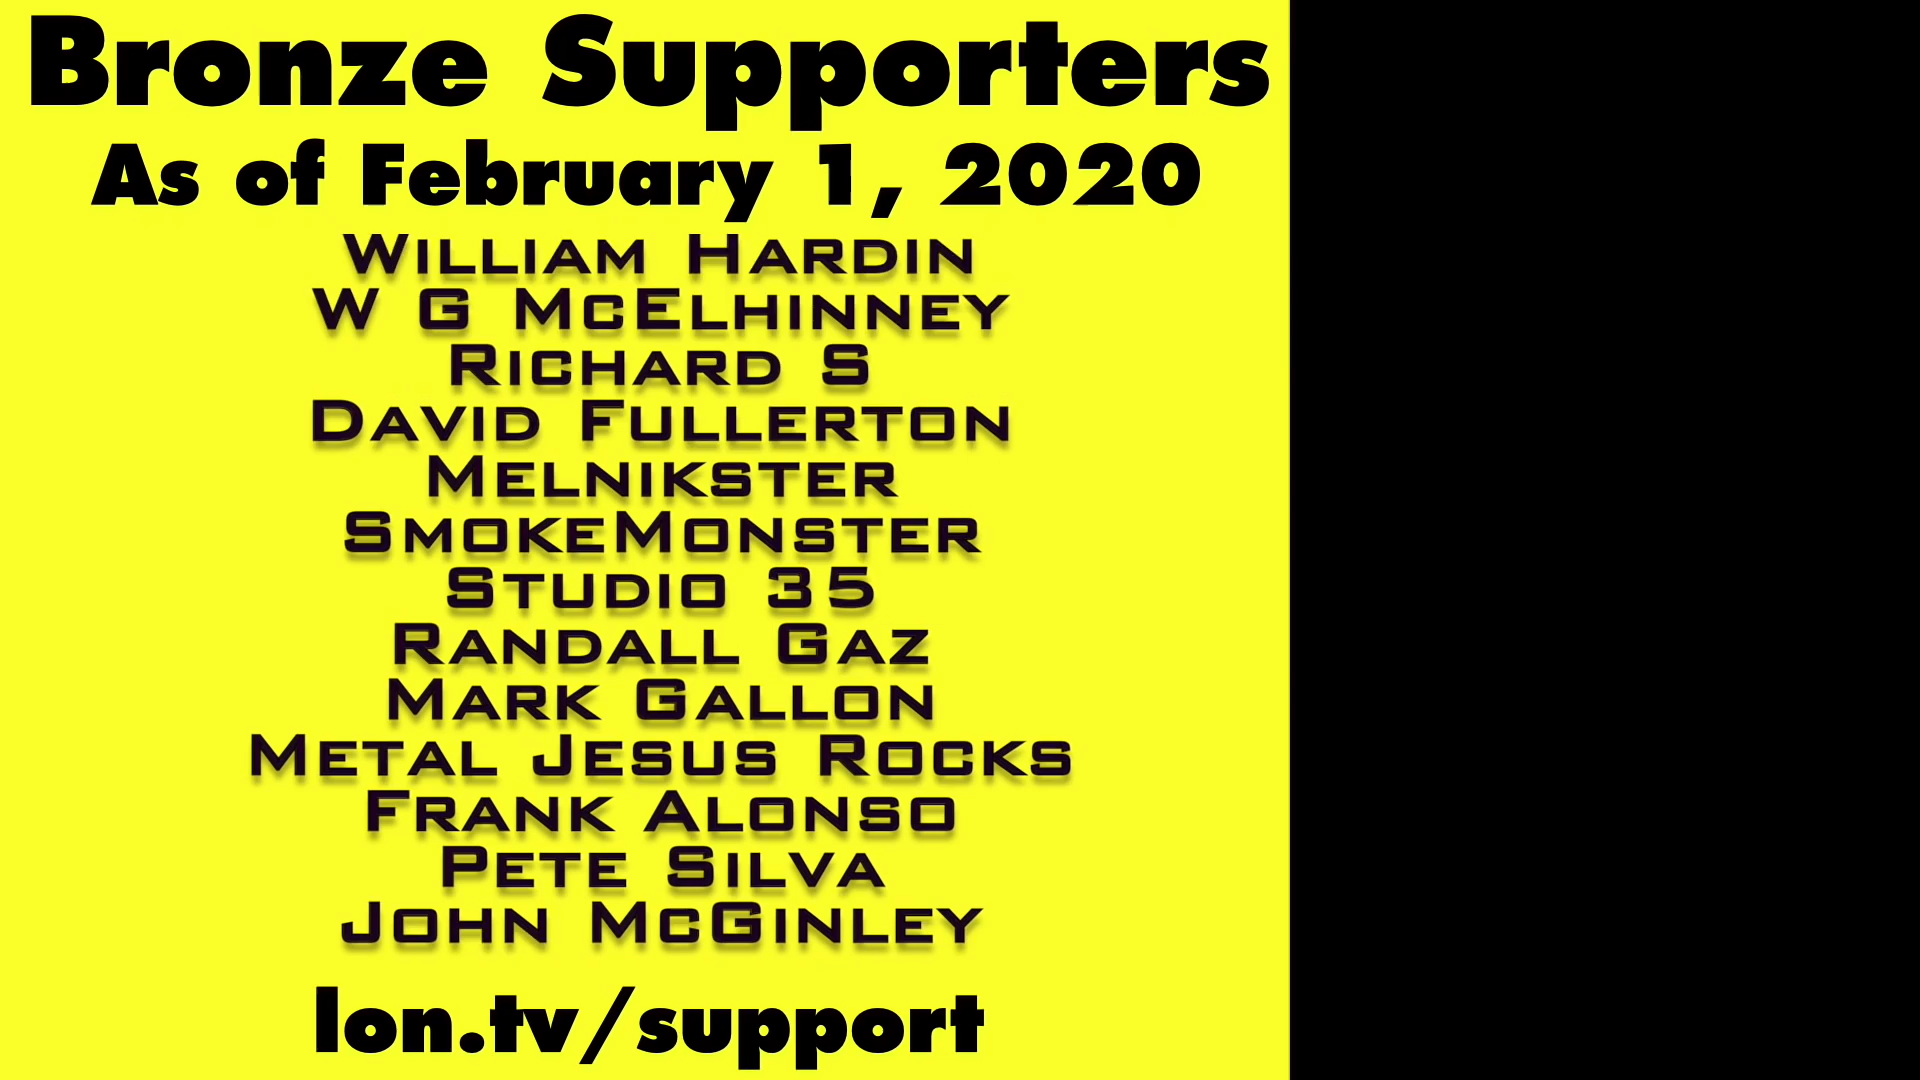 Bronze Supporters
As of February 1, 2020
William Hardin
W G McElhinney
Richard S
David Fullerton
Melnikster
SmokeMonster
Studio 35
Randall Gaz
Mark Gallon
Metal Jesus Rocks
Frank Alonso
Pete Silva
John McGinley
lon.tv/support